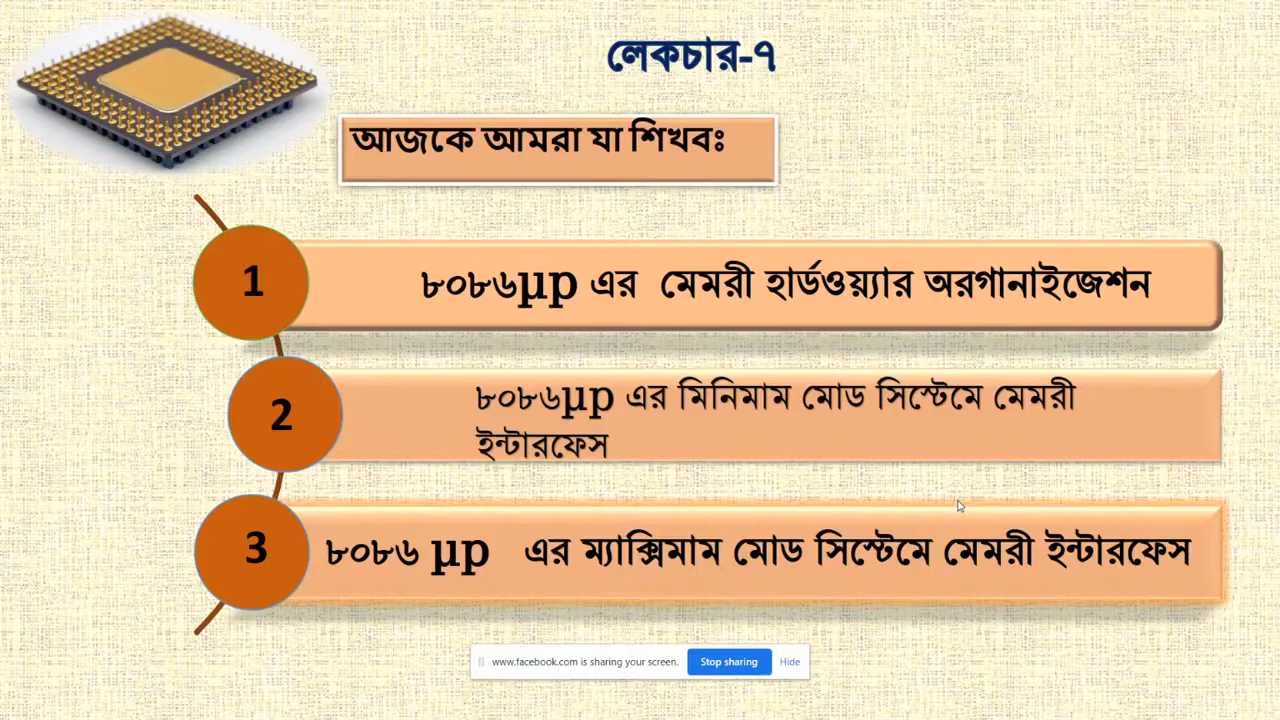 লেকচার-৭
আজকে আমরা যা শিখবঃ
1
৮০৮৬µp এর মেমরী হার্ডওয়্যার অরগানাইজেশন
2
৮০৮৬µp এর মিনিমাম মোড সিস্টেমে মেমরী
ইন্টারফেস
3
৮০৮৬ µp এর ম্যাক্সিমাম মোড সিস্টেমে মেমরী ইন্টারফেস
www.facebook.com is sharing your screen. Stop sharing Hide